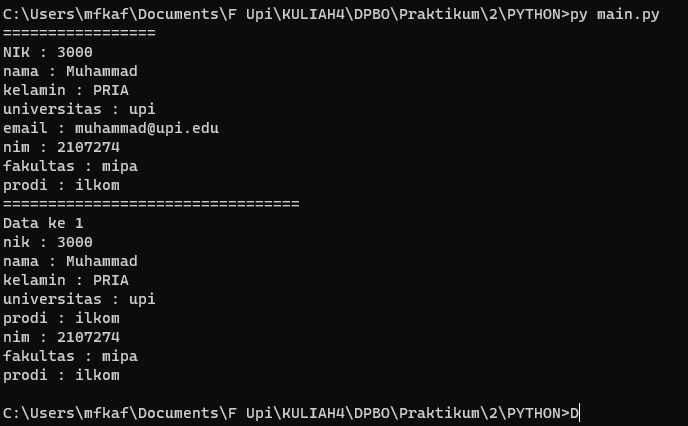 C:\Users\mfkaf\Documents\F Upi\KULIAH4\DPBO\Praktikum\2\PYTHON>py main.py
=================
NIK : 3000
nama : Muhammad
kelamin : PRIA
universitas : upi
email : muhammad@upi.edu
nim : 2107274
fakultas : mipa
prodi : ilkom
=================================
Data ke 1
nik : 3000
nama : Muhammad
kelamin : PRIA
universitas : upi
prodi : ilkom
nim : 2107274
fakultas : mipa
prodi : ilkom
C:\Users\mfkaf\Documents\F Upi\KULIAH4\DPBO\Praktikum\2\PYTHON>D